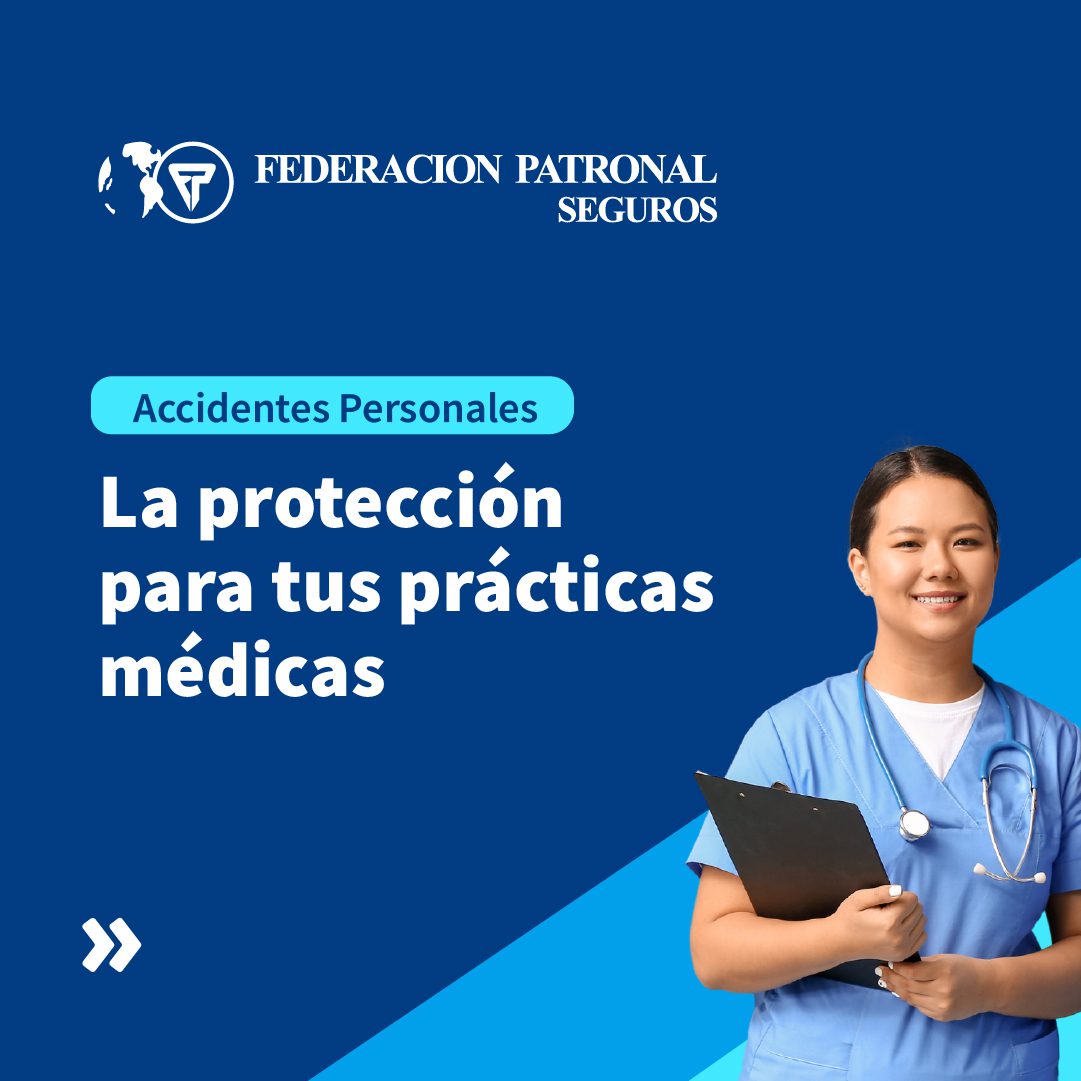 FEDERACION PATRONAL
SEGUROS
Accidentes Personales
La protección
para tus prácticas
médicas